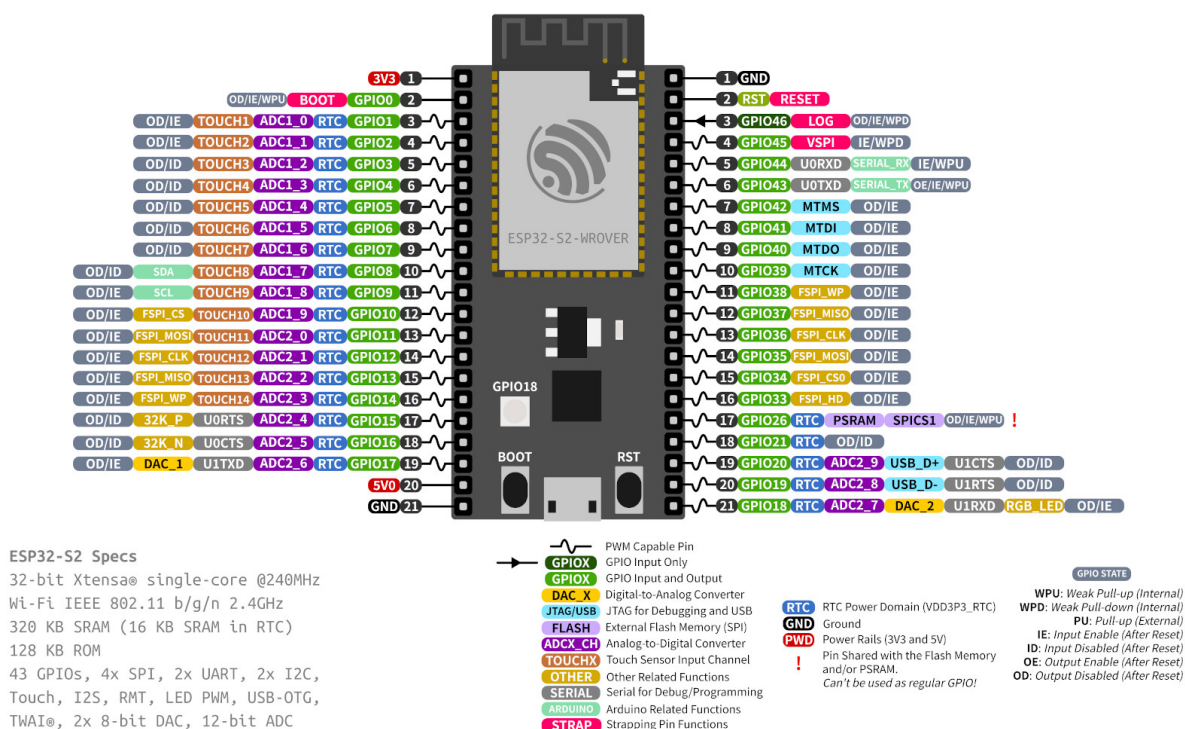 3V3 1
OD/IE/WPU BOOT GPIO0 2
OD/IE TOUCH1 ADC1_0 RTC GPIO1 3
OD/IE TOUCH2 ADC1_1 RTC GPIO2 4
OD/ID TOUCH3 ADC1_2 RTC GPIO3 5
OD/ID TOUCH4 ADC1_3 RTC GPIO4 6
OD/ID TOUCH5 ADC1_4 RTC GPIO5 7
OD/ID TOUCH6 ADC1_5 RTC GPIO6 8
OD/ID TOUCH7 ADC1_6 RTC GPIO7 9
OD/ID SDA TOUCH8 ADC1_7 RTC GPIO8 10
OD/IE SCL TOUCH9 ADC1_8 RTC GPIO9 11
OD/IE FSPI_CS TOUCH10 ADC1_9 RTC GPIO10 12
OD/IE FSPI_MOSI TOUCH11 ADC2_0 RTC GPIO11 13
OD/IE FSPI_CLK TOUCH12 ADC2_1 RTC GPIO12 14
OD/IE FSPI_MISO TOUCH13 ADC2_2 RTC GPIO13 15
OD/IE FSPI_WP TOUCH14 ADC2_3 RTC GPIO14 16
OD/ID 32K_P U0RTS ADC2_4 RTC GPIO15 17
OD/ID 32K_N U0CTS ADC2_5 RTC GPIO16 18
OD/IE DAC_1 U1TXD ADC2_6 RTC GPIO17 19
5V0 20
GND 21
ESP32-S2-WROVER
GPIO18
BOOT
RST
1 GND
2 RST RESET
3 GPIO46 LOG OD/IE/WPD
4 GPIO45 VSPI IE/WPD
5 GPIO44 U0RXD SERIAL_RX IE/WPU
6 GPIO43 U0TXD SERIAL_TX OE/IE/WPU
7 GPIO42 MTMS OD/IE
8 GPIO41 MTDI OD/IE
9 GPIO40 MTDO OD/IE
10 GPIO39 MTCK OD/IE
11 GPIO38 FSPI_WP OD/IE
12 GPIO37 FSPI_MISO OD/IE
13 GPIO36 FSPI_CLK OD/IE
14 GPIO35 FSPI_MOSI OD/IE
15 GPIO34 FSPI_CS0 OD/IE
16 GPIO33 FSPI_HD OD/IE
17 GPIO26 RTC PSRAM SPICS1 OD/IE/WPU !
18 GPIO21 RTC OD/ID
19 GPIO20 RTC ADC2_9 USB_D+ U1CTS OD/ID
20 GPIO19 RTC ADC2_8 USB_D- U1RTS OD/ID
21 GPIO18 RTC ADC2_7 DAC_2 U1RXD RGB_LED OD/IE
ESP32-S2 Specs
32-bit Xtensa® single-core @240MHz
Wi-Fi IEEE 802.11 b/g/n 2.4GHz
320 KB SRAM (16 KB SRAM in RTC)
128 KB ROM
43 GPIOs, 4x SPI, 2x UART, 2x I2C,
Touch, I2S, RMT, LED PWM, USB-OTG,
TWAI®, 2x 8-bit DAC, 12-bit ADC
PWM Capable Pin
GPIOX GPIO Input Only
GPIOX GPIO Input and Output
DAC_X Digital-to-Analog Converter
JTAG/USB JTAG for Debugging and USB
FLASH External Flash Memory (SPI)
ADCX_CH Analog-to-Digital Converter
TOUCHX Touch Sensor Input Channel
OTHER Other Related Functions
SERIAL Serial for Debug/Programming
ARDUINO Arduino Related Functions
STRAP Strapping Pin Functions
RTC RTC Power Domain (VDD3P3_RTC)
GND Ground
PWD Power Rails (3V3 and 5V)
! Pin Shared with the Flash Memory
and/or PSRAM.
Can't be used as regular GPIO!
GPIO STATE
WPU: Weak Pull-up (Internal)
WPD: Weak Pull-down (Internal)
PU: Pull-up (External)
IE: Input Enable (After Reset)
ID: Input Disabled (After Reset)
OE: Output Enable (After Reset)
OD: Output Disabled (After Reset)